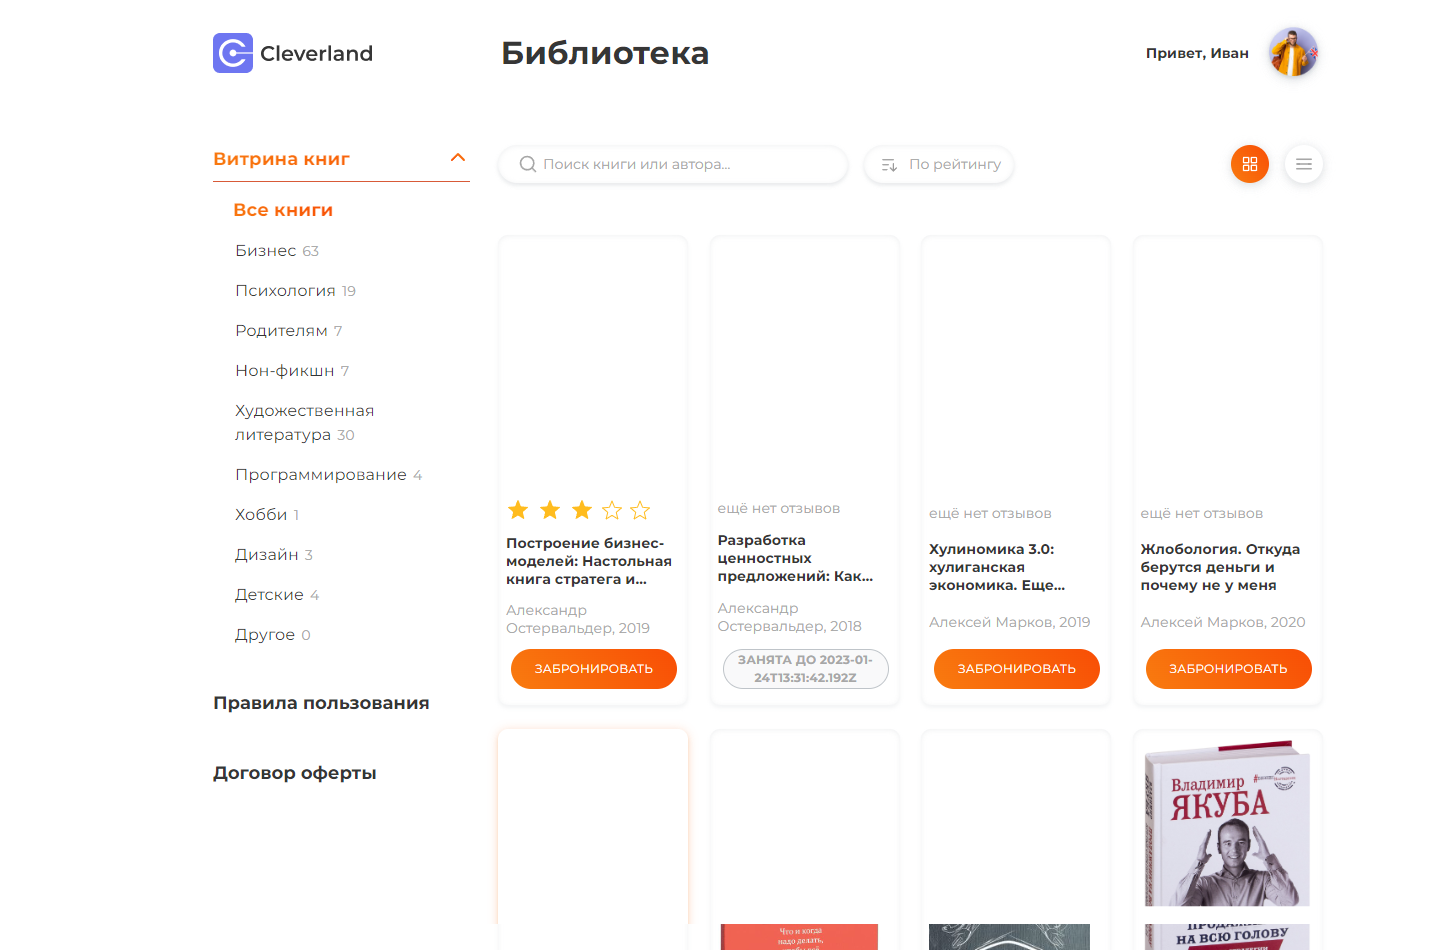 Cleverland
Библиотека
Привет, Иван
Витрина книг
Все книги
Бизнес 63
Психология 19
Родителям 7
Нон-фикшн 7
Художественная
литература 30
Программирование 4
Хобби 1
Дизайн 3
Детские 4
Другое 0
Правила пользования
Договор оферты
Поиск книги или автора...
По рейтингу
Построение бизнес-
моделей: Настольная
книга стратега и...
Александр
Остервальдер, 2019
ЗАБРОНИРОВАТЬ
ещё нет отзывов
Разработка
ценностных
предложений: Как...
Александр
Остервальдер, 2018
ЗАНЯТА ДО 2023-01-
24T13:31:42.192Z
ещё нет отзывов
Хулиномика 3.0:
хулиганская
экономика. Еще...
Алексей Марков, 2019
ЗАБРОНИРОВАТЬ
ещё нет отзывов
Жлобология. Откуда
берутся деньги и
почему не у меня
Алексей Марков, 2020
ЗАБРОНИРОВАТЬ
Что и когда
надо делать,
Владимир
ЯКУБА
НА ВСЮ ГОЛОВУ